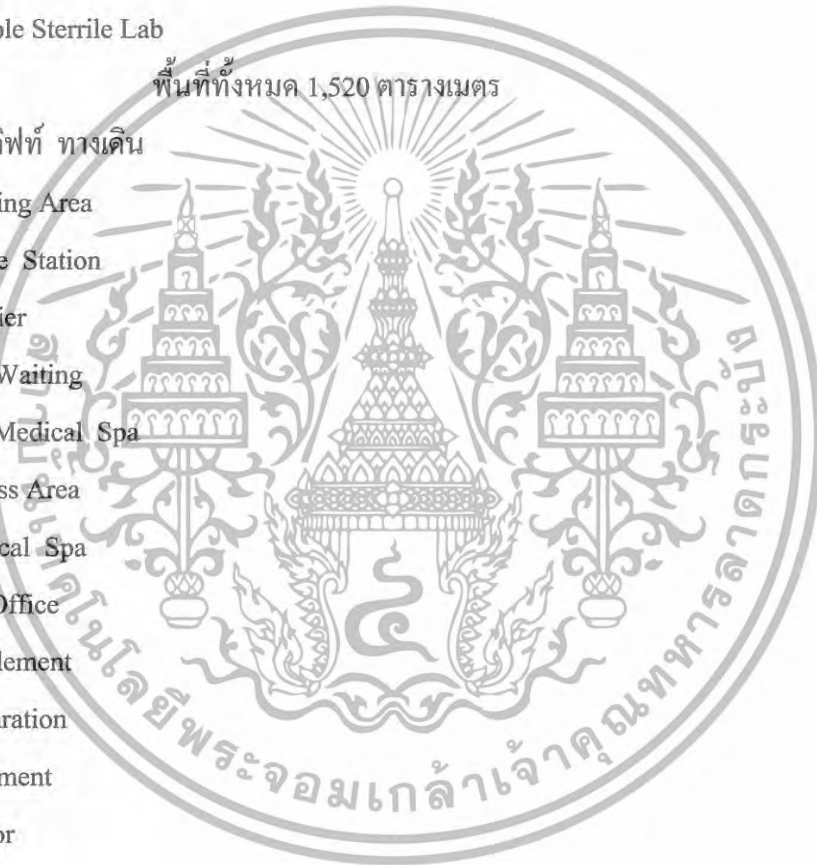 ple Sterrile Lab
พื้นที่ทั้งหมด 1,520 ตารางเมตร
ลิฟท์ ทางเดิน
ing Area
e Station
ier
Waiting
Medical Spa
ss Area
cal Spa
Office
lement
ration
ment
or
สถาบันเทคโนโลยีพระจอมเกล้าเจ้าคุณทหารลาดกระบัง